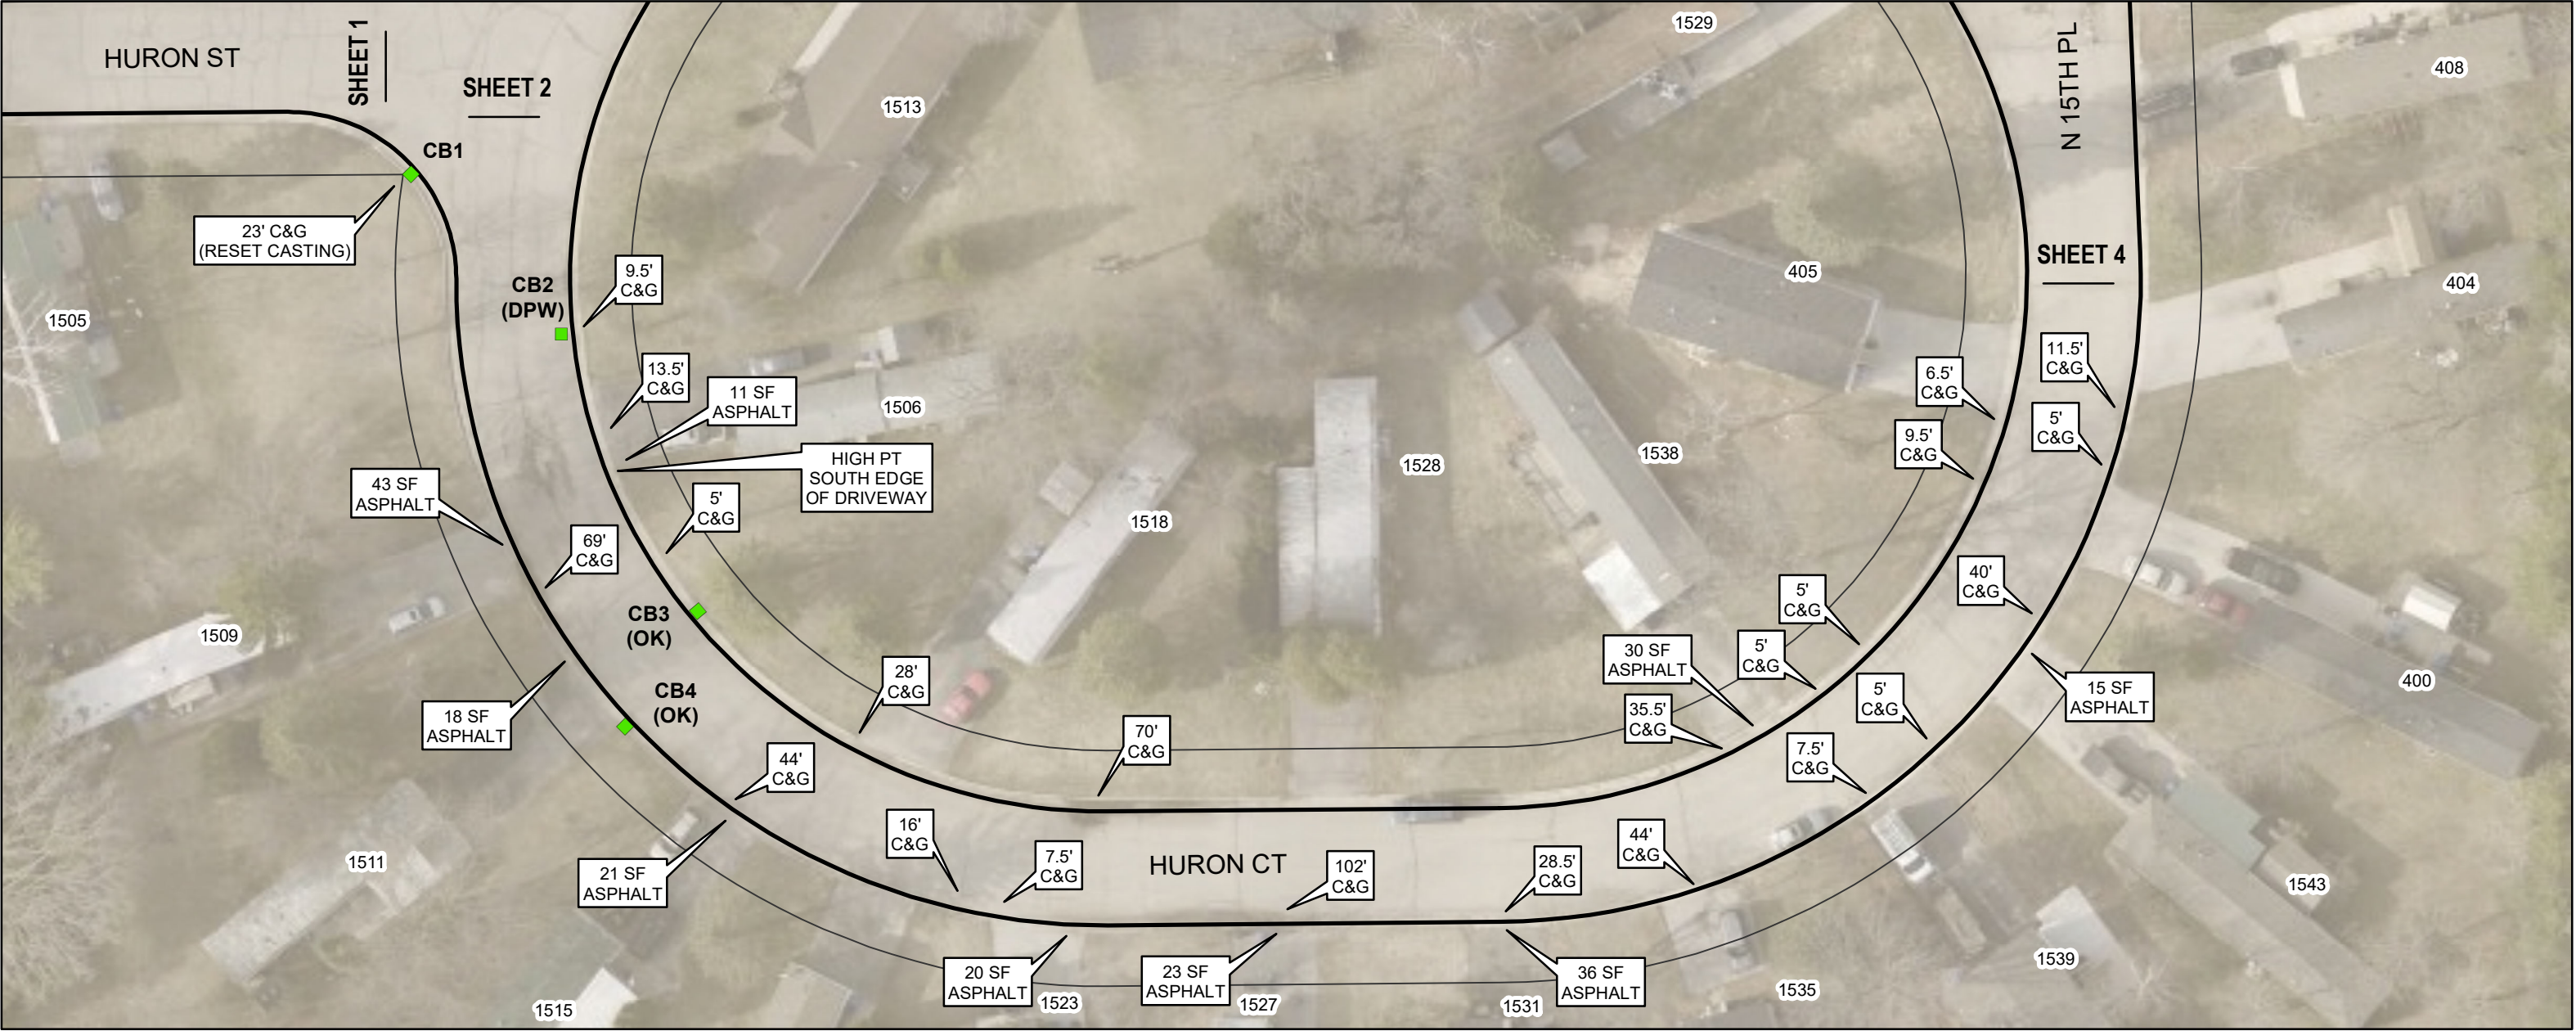 HURON ST
SHEET 1
SHEET 2
1513
1529
N 15TH PL
408
CB1
23' C&G
(RESET CASTING)
SHEET 4
405
404
CB2
(DPW)
9.5'
C&G
1505
13.5'
C&G
11 SF
ASPHALT
1506
6.5'
C&G
11.5'
C&G
5'
C&G
9.5'
C&G
HIGH PT
SOUTH EDGE
OF DRIVEWAY
1528
1538
43 SF
ASPHALT
5'
C&G
1518
69'
C&G
40'
C&G
5'
C&G
CB3
(OK)
1509
30 SF
ASPHALT
5'
C&G
28'
C&G
CB4
(OK)
18 SF
ASPHALT
35.5'
C&G
5'
C&G
15 SF
ASPHALT
400
70'
C&G
7.5'
C&G
44'
C&G
16'
C&G
7.5'
C&G
HURON CT
102'
C&G
28.5'
C&G
44'
C&G
1511
21 SF
ASPHALT
1543
20 SF
ASPHALT
23 SF
ASPHALT
36 SF
ASPHALT
1539
1515
1523
1527
1531
1535